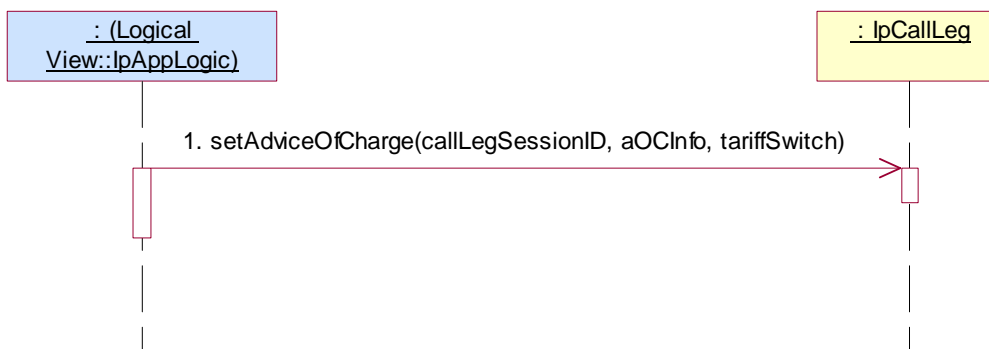 : (Logical
View::IpAppLogic)
: IpCallLeg
1. setAdviceOfCharge(callLegSessionID, aOCInfo, tariffSwitch)